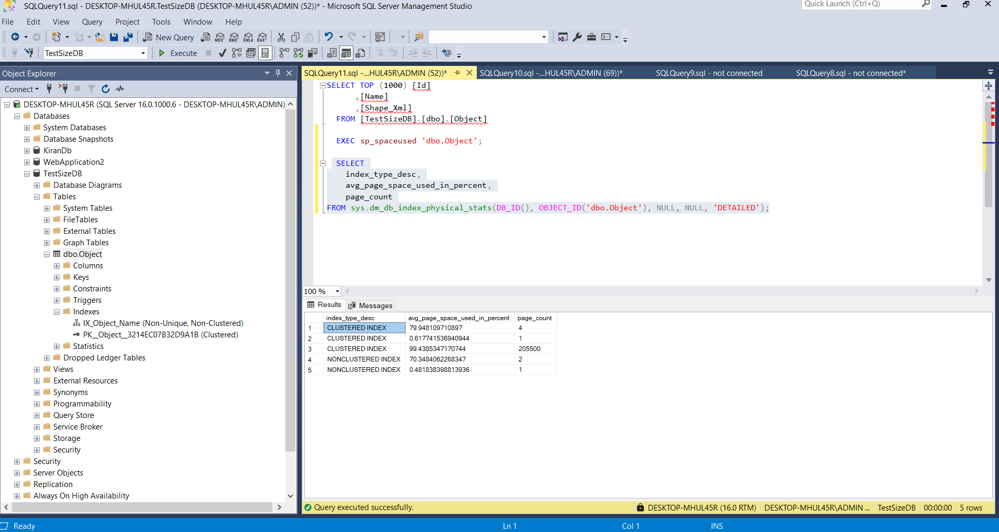 SQLQuery11.sql - DESKTOP-MHUL45R.TestSizeDB (DESKTOP-MHUL45R\ADMIN (52))* - Microsoft SQL Server Management Studio
Quick Launch (Ctrl+Q)
File Edit View Query Project Tools Window Help
New Query MDX DMX XMLA DAX
TestSizeDB Execute
Object Explorer
Connect
DESKTOP-MHUL45R (SQL Server 16.0.1000.6 - DESKTOP-MHUL45R\ADMIN)
Databases
System Databases
Database Snapshots
KiranDb
WebApplication2
TestSizeDB
Database Diagrams
Tables
System Tables
FileTables
External Tables
Graph Tables
dbo.Object
Columns
Keys
Constraints
Triggers
Indexes
IX_Object_Name (Non-Unique, Non-Clustered)
PK__Object__3214EC07B32D9A1B (Clustered)
Statistics
Dropped Ledger Tables
Views
External Resources
Synonyms
Programmability
Query Store
Service Broker
Storage
Security
Security
Server Objects
Replication
Always On High Availability
SQLQuery11.sql -...HUL45R\ADMIN (52))* SQLQuery10.sql -...HUL45R\ADMIN (69))* SQLQuery9.sql - not connected SQLQuery8.sql - not connected*
SELECT TOP (1000) [Id]
,[Name]
,[Shape_Xml]
FROM [TestSizeDB].[dbo].[Object]
EXEC sp_spaceused 'dbo.Object';
SELECT
index_type_desc,
avg_page_space_used_in_percent,
page_count
FROM sys.dm_db_index_physical_stats(DB_ID(), OBJECT_ID('dbo.Object'), NULL, NULL, 'DETAILED');
100 %
Results Messages
index_type_desc avg_page_space_used_in_percent page_count
1 CLUSTERED INDEX 79.948109710897 4
2 CLUSTERED INDEX 0.617741536940944 1
3 CLUSTERED INDEX 99.4385347170744 205500
4 NONCLUSTERED INDEX 70.3484062268347 2
5 NONCLUSTERED INDEX 0.481838398813936 1
Query executed successfully. DESKTOP-MHUL45R (16.0 RTM) DESKTOP-MHUL45R\ADMIN ... TestSizeDB 00:00:00 5 rows
Ready Ln 1 Col 1 INS